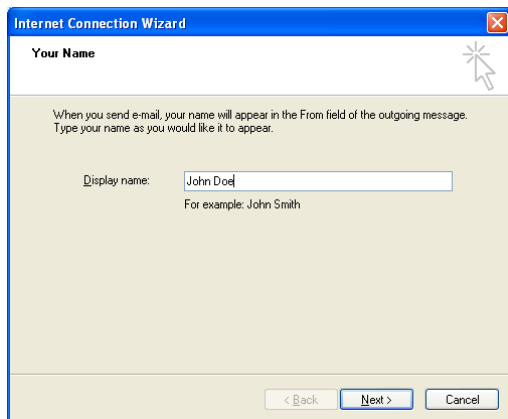 Internet Connection Wizard
Your Name
When you send e-mail, your name will appear in the From field of the outgoing message.
Type your name as you would like it to appear.
Display name: John Doe
For example: John Smith
< Back Next > Cancel